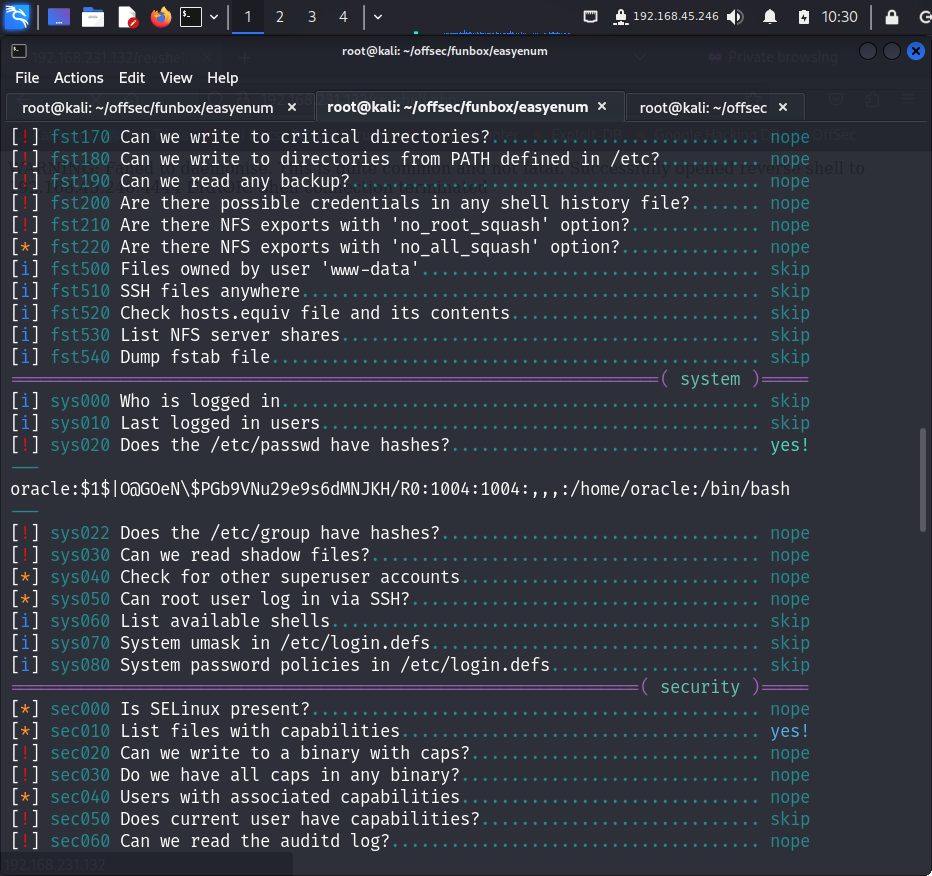 1 2 3 4 192.168.45.246 10:30
root@kali: ~/offsec/funbox/easyenum
File Actions Edit View Help
root@kali: ~/offsec/funbox/easyenum × root@kali: ~/offsec/funbox/easyenum × root@kali: ~/offsec ×
[!] fst170 Can we write to critical directories?........................... nope
[!] fst180 Can we write to directories from PATH defined in /etc?.......... nope
[!] fst190 Can we read any backup?......................................... nope
[!] fst200 Are there possible credentials in any shell history file?....... nope
[!] fst210 Are there NFS exports with 'no_root_squash' option?............. nope
[*] fst220 Are there NFS exports with 'no_all_squash' option?.............. nope
[i] fst500 Files owned by user 'www-data'.................................. skip
[i] fst510 SSH files anywhere.............................................. skip
[i] fst520 Check hosts.equiv file and its contents......................... skip
[i] fst530 List NFS server shares.......................................... skip
[i] fst540 Dump fstab file................................................. skip
( system )
[i] sys000 Who is logged in................................................ skip
[i] sys010 Last logged in users............................................ skip
[!] sys020 Does the /etc/passwd have hashes?............................... yes!
---
oracle:$1$|O@GOeN\$PGb9VNu29e9s6dMNJKH/R0:1004:1004:,,,:/home/oracle:/bin/bash
---
[!] sys022 Does the /etc/group have hashes?................................ nope
[!] sys030 Can we read shadow files?....................................... nope
[*] sys040 Check for other superuser accounts.............................. nope
[*] sys050 Can root user log in via SSH?................................... nope
[i] sys060 List available shells........................................... skip
[i] sys070 System umask in /etc/login.defs................................. skip
[i] sys080 System password policies in /etc/login.defs..................... skip
( security )
[*] sec000 Is SELinux present?............................................. nope
[*] sec010 List files with capabilities.................................... yes!
[!] sec020 Can we write to a binary with caps?............................. nope
[!] sec030 Do we have all caps in any binary?.............................. nope
[*] sec040 Users with associated capabilities.............................. nope
[!] sec050 Does current user have capabilities?............................ skip
[!] sec060 Can we read the auditd log?..................................... nope
192.168.231.132